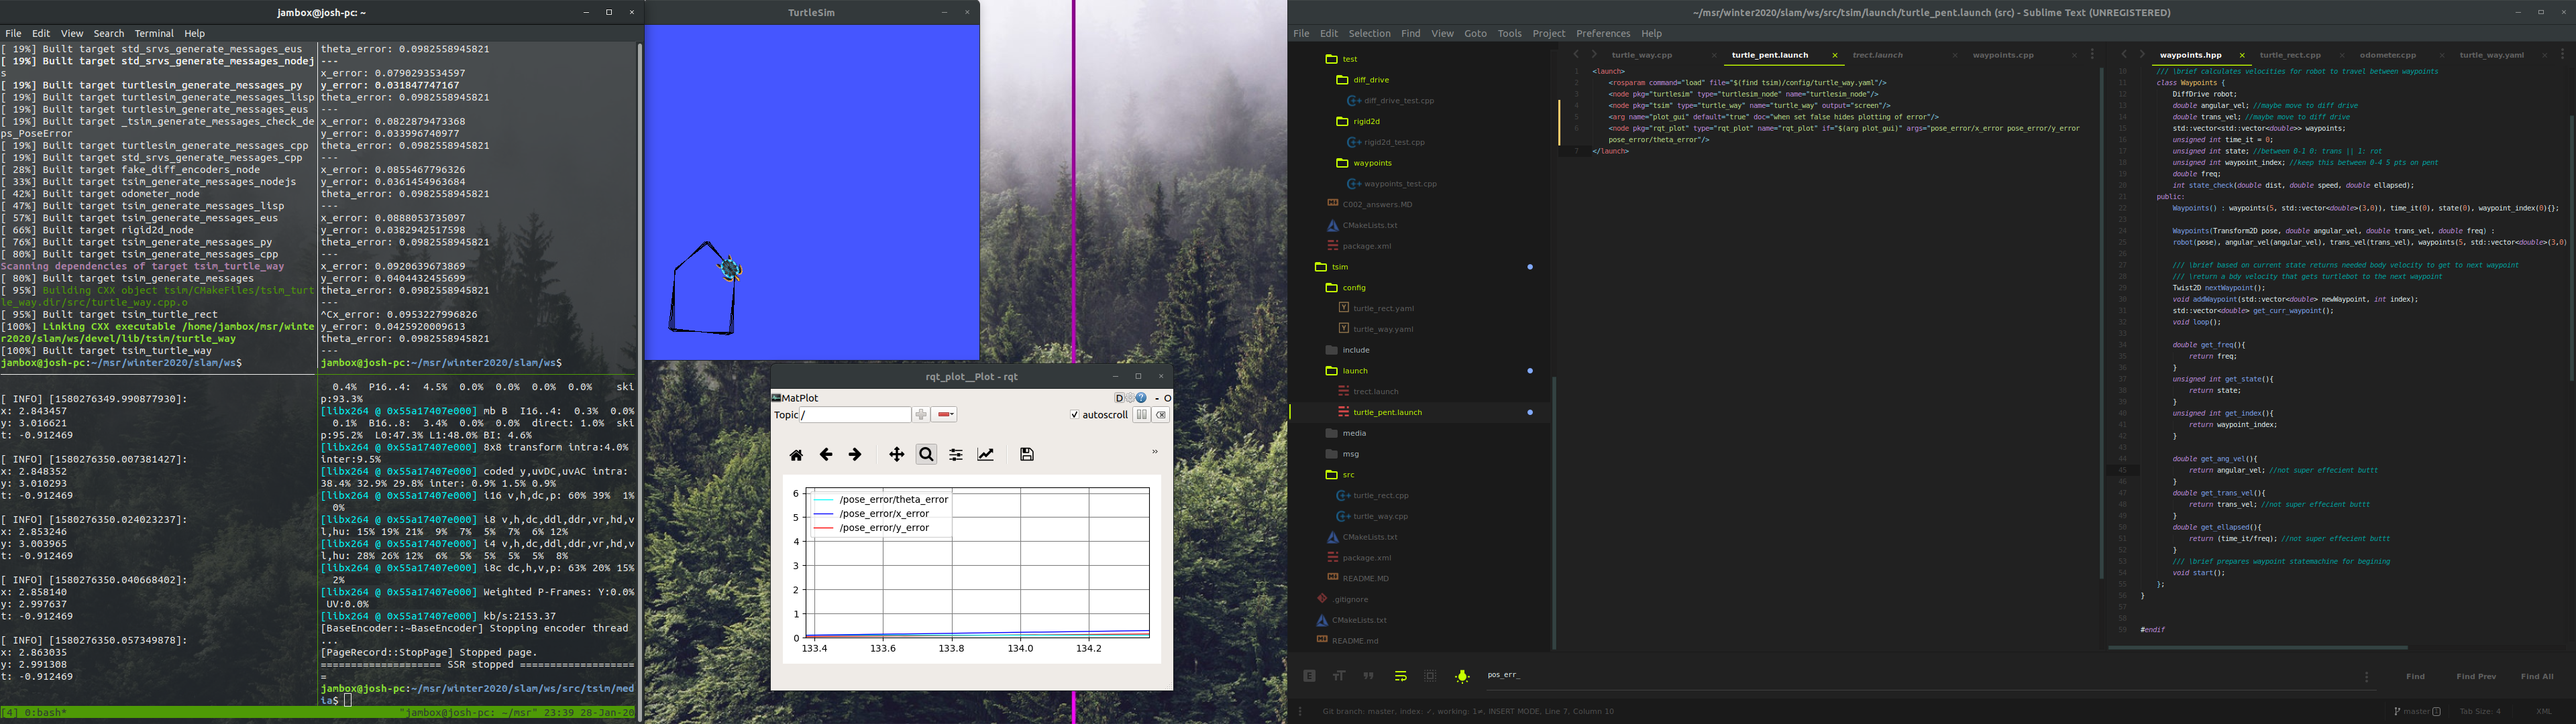 jambox@josh-pc: ~
File Edit View Search Terminal Help
[ 19%] Built target std_srvs_generate_messages_eus
[ 19%] Built target std_srvs_generate_messages_nodej
s
[ 19%] Built target turtlesim_generate_messages_py
[ 19%] Built target turtlesim_generate_messages_lisp
[ 19%] Built target turtlesim_generate_messages_eus
[ 19%] Built target _tsim_generate_messages_check_de
ps_PoseError
[ 19%] Built target turtlesim_generate_messages_cpp
[ 19%] Built target std_srvs_generate_messages_cpp
[ 28%] Built target fake_diff_encoders_node
[ 33%] Built target tsim_generate_messages_nodejs
[ 42%] Built target odometer_node
[ 47%] Built target tsim_generate_messages_lisp
[ 57%] Built target tsim_generate_messages_eus
[ 66%] Built target rigid2d_node
[ 76%] Built target tsim_generate_messages_py
[ 80%] Built target tsim_generate_messages_cpp
Scanning dependencies of target tsim_turtle_way
[ 80%] Built target tsim_generate_messages
[ 95%] Building CXX object tsim/CMakeFiles/tsim_turt
le_way.dir/src/turtle_way.cpp.o
[ 95%] Built target tsim_turtle_rect
[100%] Linking CXX executable /home/jambox/msr/winte
r2020/slam/ws/devel/lib/tsim/turtle_way
[100%] Built target tsim_turtle_way
jambox@josh-pc:~/msr/winter2020/slam/ws$
theta_error: 0.0982558945821
---
x_error: 0.0790293534597
y_error: 0.031847747167
theta_error: 0.0982558945821
---
x_error: 0.0822879473368
y_error: 0.033996740977
theta_error: 0.0982558945821
---
x_error: 0.0855467796326
y_error: 0.0361454963684
theta_error: 0.0982558945821
---
x_error: 0.0888053735097
y_error: 0.0382942517598
theta_error: 0.0982558945821
---
x_error: 0.0920639673869
y_error: 0.0404432455699
theta_error: 0.0982558945821
---
^Cx_error: 0.0953227996826
y_error: 0.0425920009613
theta_error: 0.0982558945821
---
jambox@josh-pc:~/msr/winter2020/slam/ws$
[ INFO] [1580276349.990877930]:
x: 2.843457
y: 3.016621
t: -0.912469
[ INFO] [1580276350.007381427]:
x: 2.848352
y: 3.010293
t: -0.912469
[ INFO] [1580276350.024023237]:
x: 2.853246
y: 3.003965
t: -0.912469
[ INFO] [1580276350.040668402]:
x: 2.858140
y: 2.997637
t: -0.912469
[ INFO] [1580276350.057349878]:
x: 2.863035
y: 2.991308
t: -0.912469
0.4% P16..4: 4.5% 0.0% 0.0% 0.0% 0.0% ski
p:93.3%
[libx264 @ 0x55a17407e000] mb B I16..4: 0.3% 0.0%
0.1% B16..8: 3.4% 0.0% 0.0% direct: 1.0% ski
p:95.2% L0:47.3% L1:48.0% BI: 4.6%
[libx264 @ 0x55a17407e000] 8x8 transform intra:4.0%
inter:9.5%
[libx264 @ 0x55a17407e000] coded y,uvDC,uvAC intra:
38.4% 32.9% 29.8% inter: 0.9% 1.5% 0.9%
[libx264 @ 0x55a17407e000] i16 v,h,dc,p: 60% 39% 1%
0%
[libx264 @ 0x55a17407e000] i8 v,h,dc,ddl,ddr,vr,hd,v
l,hu: 15% 19% 21% 9% 7% 5% 7% 6% 12%
[libx264 @ 0x55a17407e000] i4 v,h,dc,ddl,ddr,vr,hd,v
l,hu: 28% 26% 12% 6% 5% 5% 5% 5% 8%
[libx264 @ 0x55a17407e000] i8c dc,h,v,p: 63% 20% 15%
2%
[libx264 @ 0x55a17407e000] Weighted P-Frames: Y:0.0%
UV:0.0%
[libx264 @ 0x55a17407e000] kb/s:2153.37
[BaseEncoder::~BaseEncoder] Stopping encoder thread
...
[PageRecord::StopPage] Stopped page.
==================== SSR stopped ===================
=
jambox@josh-pc:~/msr/winter2020/slam/ws/src/tsim/med
ia$
[4] 0:bash* "jambox@josh-pc: ~/msr" 23:39 28-Jan-20
TurtleSim
rqt_plot__Plot - rqt
MatPlot D ? - O
Topic / autoscroll
/pose_error/theta_error
/pose_error/x_error
/pose_error/y_error
6
5
4
3
2
1
0
133.4 133.6 133.8 134.0 134.2
~/msr/winter2020/slam/ws/src/tsim/launch/turtle_pent.launch (src) - Sublime Text (UNREGISTERED)
File Edit Selection Find View Goto Tools Project Preferences Help
test
diff_drive
diff_drive_test.cpp
rigid2d
rigid2d_test.cpp
waypoints
waypoints_test.cpp
C002_answers.MD
CMakeLists.txt
package.xml
tsim
config
turtle_rect.yaml
turtle_way.yaml
include
launch
trect.launch
turtle_pent.launch
media
msg
src
turtle_rect.cpp
turtle_way.cpp
CMakeLists.txt
package.xml
README.MD
.gitignore
CMakeLists.txt
README.md
turtle_way.cpp turtle_pent.launch trect.launch waypoints.cpp
1 <launch>
2 <rosparam command="load" file="$(find tsim)/config/turtle_way.yaml"/>
3 <node pkg="turtlesim" type="turtlesim_node" name="turtlesim_node"/>
4 <node pkg="tsim" type="turtle_way" name="turtle_way" output="screen"/>
5 <arg name="plot_gui" default="true" doc="when set false hides plotting of error"/>
6 <node pkg="rqt_plot" type="rqt_plot" name="rqt_plot" if="$(arg plot_gui)" args="pose_error/x_error pose_error/y_error
pose_error/theta_error"/>
7 </launch>
waypoints.hpp turtle_rect.cpp odometer.cpp turtle_way.yaml
10 /// \brief calculates velocities for robot to travel between waypoints
11 class Waypoints {
12 DiffDrive robot;
13 double angular_vel; //maybe move to diff drive
14 double trans_vel; //maybe move to diff drive
15 std::vector<std::vector<double>> waypoints;
16 unsigned int time_it = 0;
17 unsigned int state; //between 0-1 0: trans || 1: rot
18 unsigned int waypoint_index; //keep this between 0-4 5 pts on pent
19 double freq;
20 int state_check(double dist, double speed, double ellapsed);
21 public:
22 Waypoints() : waypoints(5, std::vector<double>(3,0)), time_it(0), state(0), waypoint_index(0){};
23
24 Waypoints(Transform2D pose, double angular_vel, double trans_vel, double freq) :
25 robot(pose), angular_vel(angular_vel), trans_vel(trans_vel), waypoints(5, std::vector<double>(3,0)
26
27 /// \brief based on current state returns needed body velocity to get to next waypoint
28 /// \return a bdy velocity that gets turtlebot to the next waypoint
29 Twist2D nextWaypoint();
30 void addWaypoint(std::vector<double> newWaypoint, int index);
31 std::vector<double> get_curr_waypoint();
32 void loop();
33
34 double get_freq(){
35 return freq;
36 }
37 unsigned int get_state(){
38 return state;
39 }
40 unsigned int get_index(){
41 return waypoint_index;
42 }
43
44 double get_ang_vel(){
45 return angular_vel; //not super effecient buttt
46 }
47 double get_trans_vel(){
48 return trans_vel; //not super effecient buttt
49 }
50 double get_ellapsed(){
51 return (time_it/freq); //not super effecient buttt
52 }
53 /// \brief prepares waypoint statemachine for begining
54 void start();
55 };
56 }
57
58
59 #endif
pos_err_ Find Find Prev Find All
Git branch: master, index: ✓, working: 1≠, INSERT MODE, Line 7, Column 10 master 1 Tab Size: 4 XML